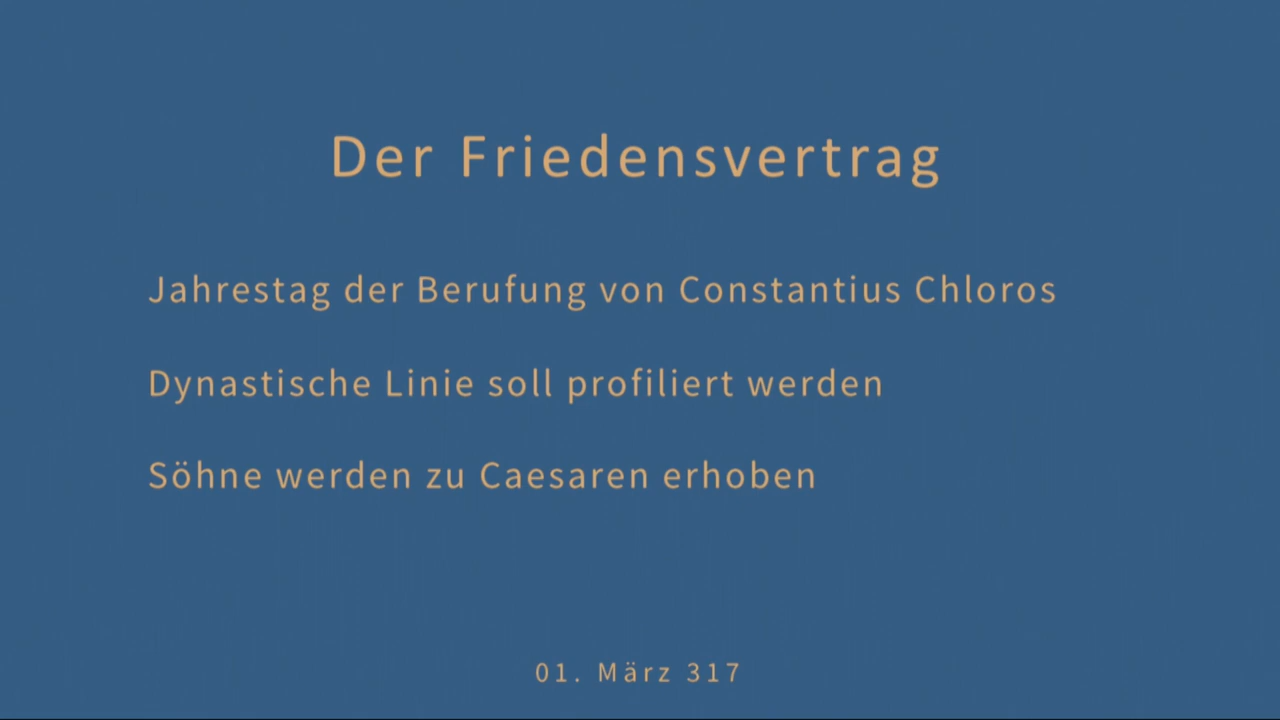 Der Friedensvertrag
Jahrestag der Berufung von Constantius Chloros
Dynastische Linie soll profiliert werden
Söhne werden zu Caesaren erhoben
01. März 317